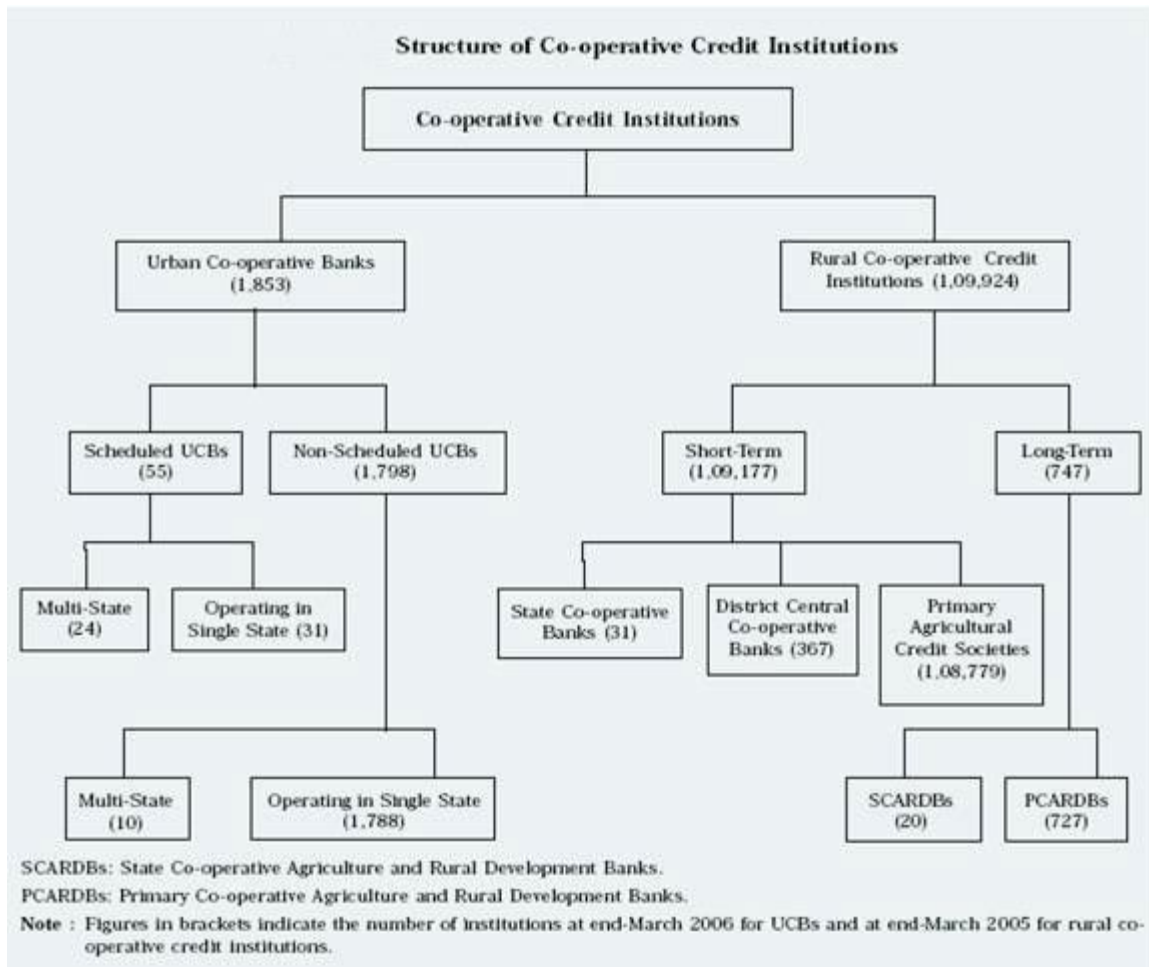 Structure of Co-operative Credit Institutions
Co-operative Credit Institutions
Urban Co-operative Banks
(1,853)
Rural Co-operative Credit
Institutions (1,09,924)
Scheduled UCBs
(55)
Non-Scheduled UCBs
(1,798)
Short-Term
(1,09,177)
Long-Term
(747)
Multi-State
(24)
Operating in
Single State (31)
State Co-operative
Banks (31)
District Central
Co-operative
Banks (367)
Primary
Agricultural
Credit Societies
(1,08,779)
Multi-State
(10)
Operating in Single State
(1,788)
SCARDBs
(20)
PCARDBs
(727)
SCARDBs: State Co-operative Agriculture and Rural Development Banks.
PCARDBs: Primary Co-operative Agriculture and Rural Development Banks.
Note : Figures in brackets indicate the number of institutions at end-March 2006 for UCBs and at end-March 2005 for rural co-
operative credit institutions.